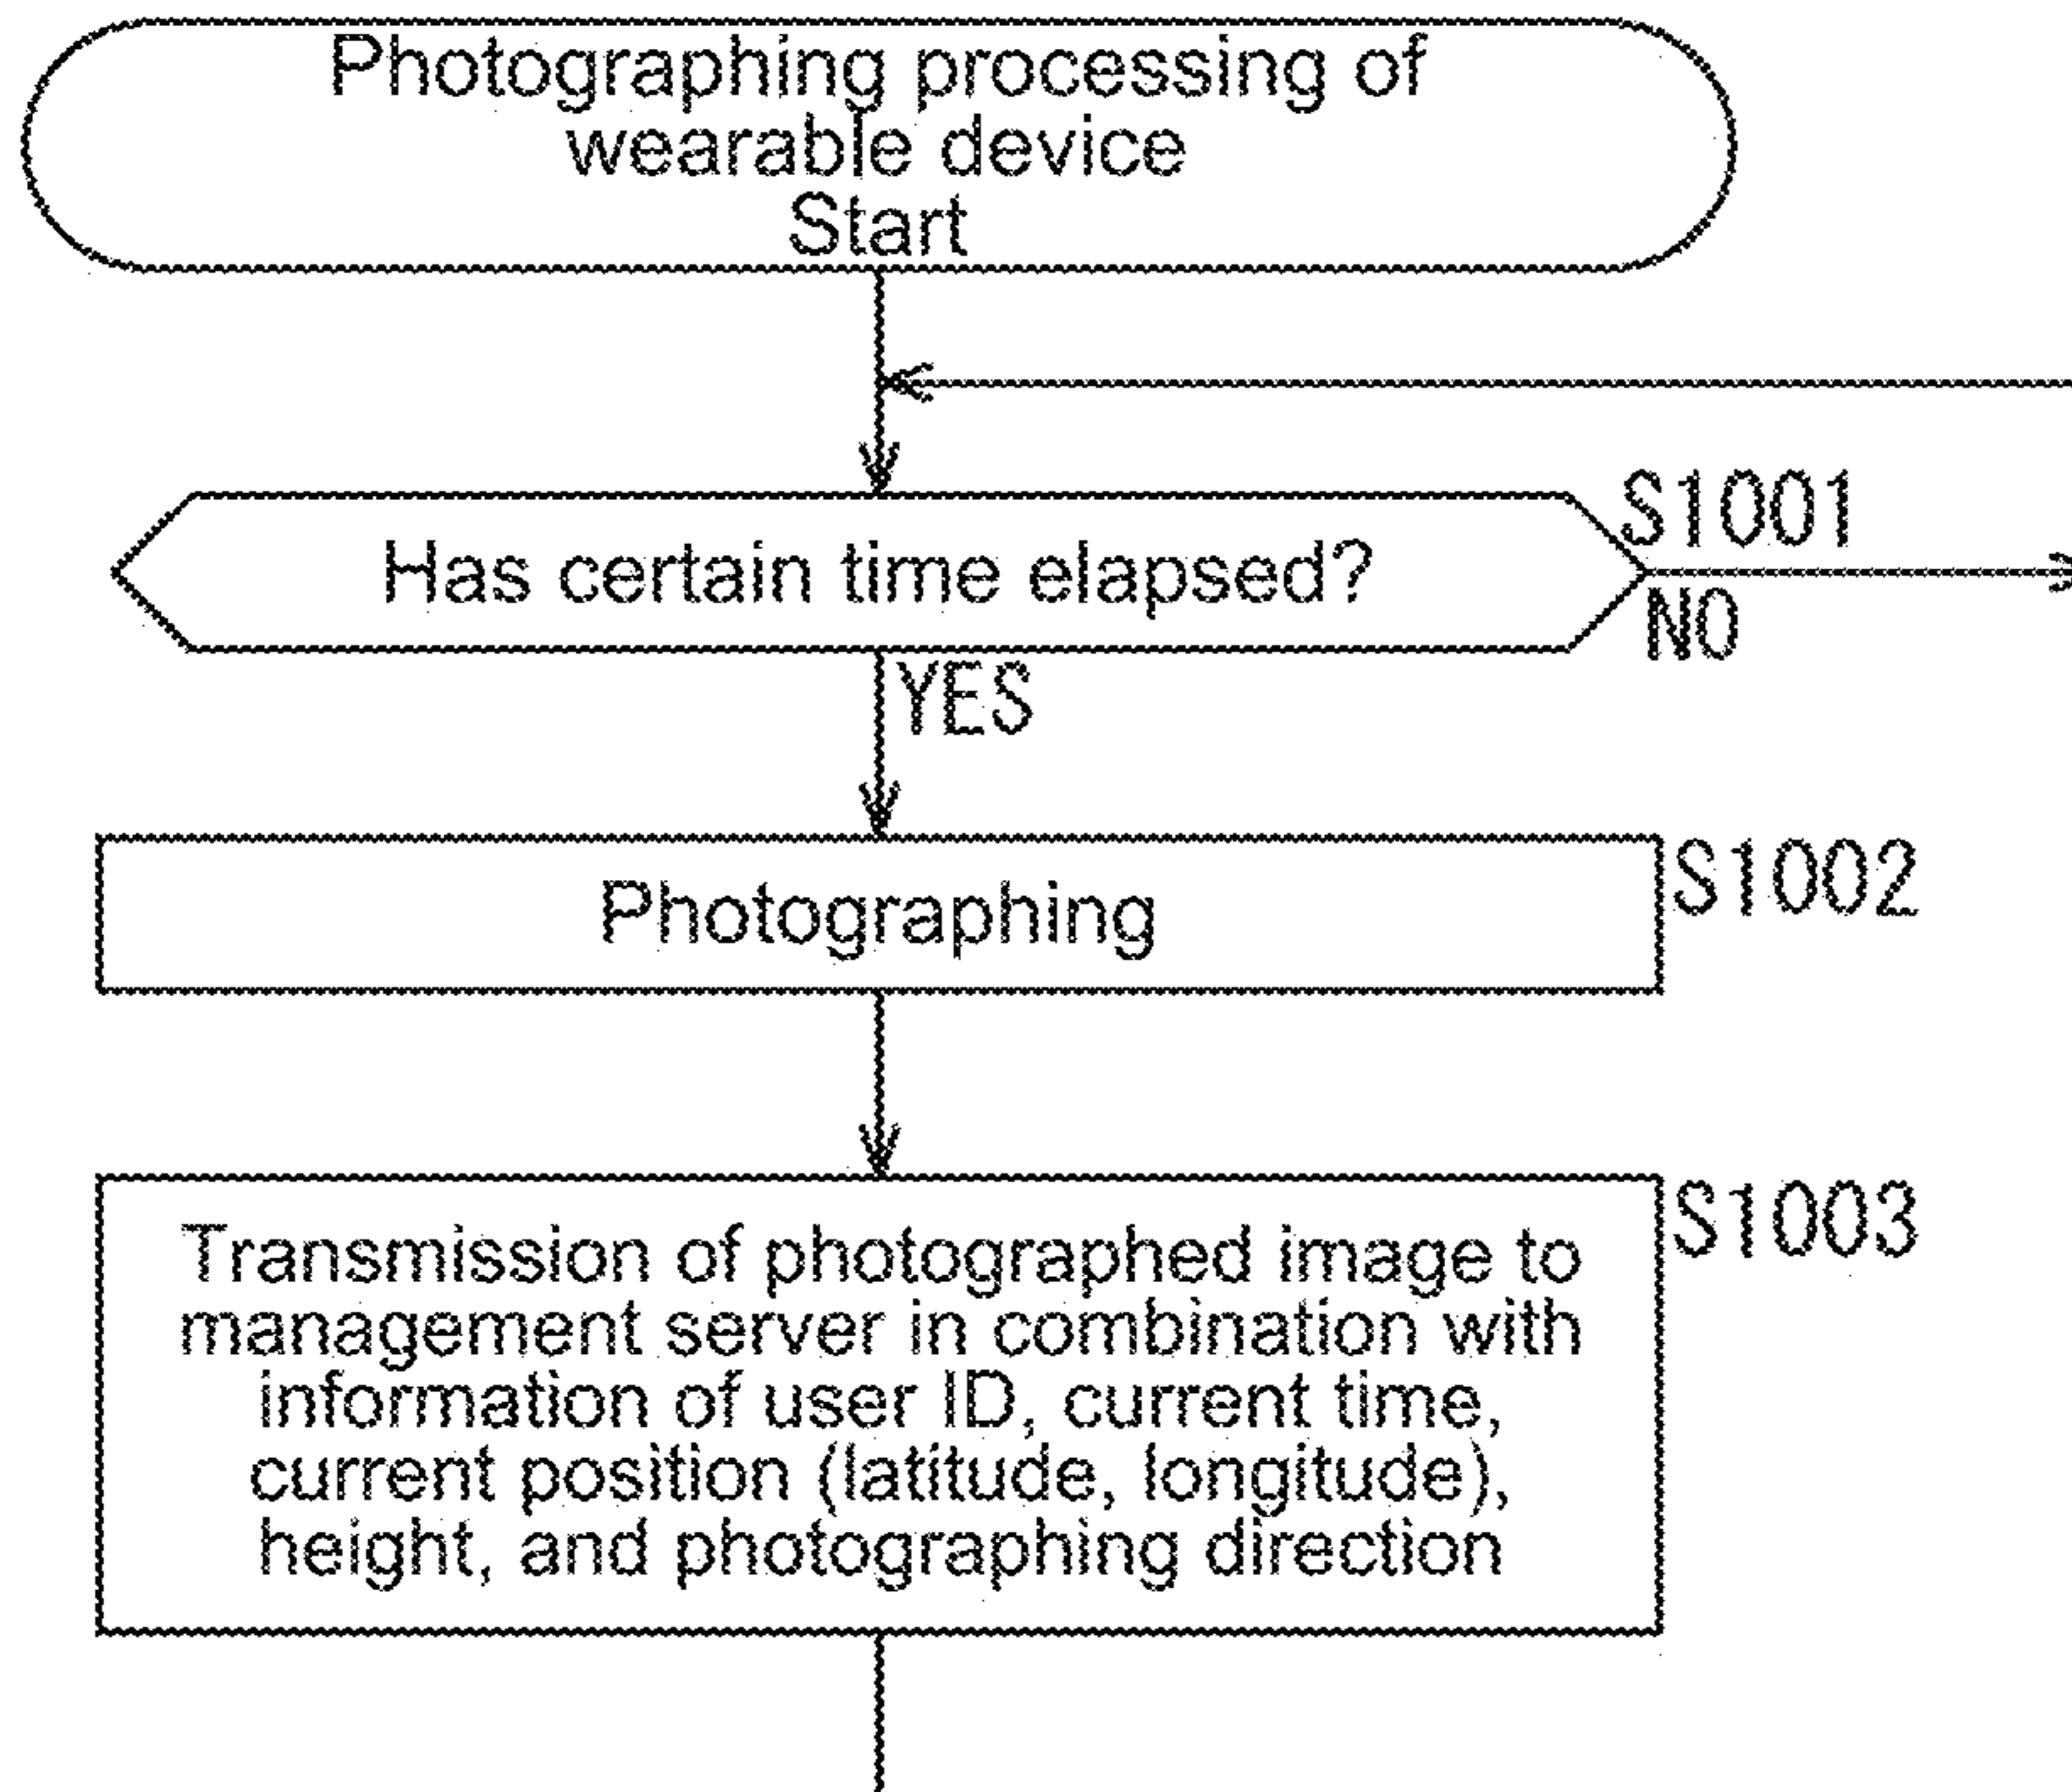 Photographing processing of
wearable device
Start
S1001
Has certain time elapsed?
NO
YES
S1002
Photographing
S1003
Transmission of photographed image to
management server in combination with
information of user ID, current time,
current position (latitude, longitude),
height, and photographing direction